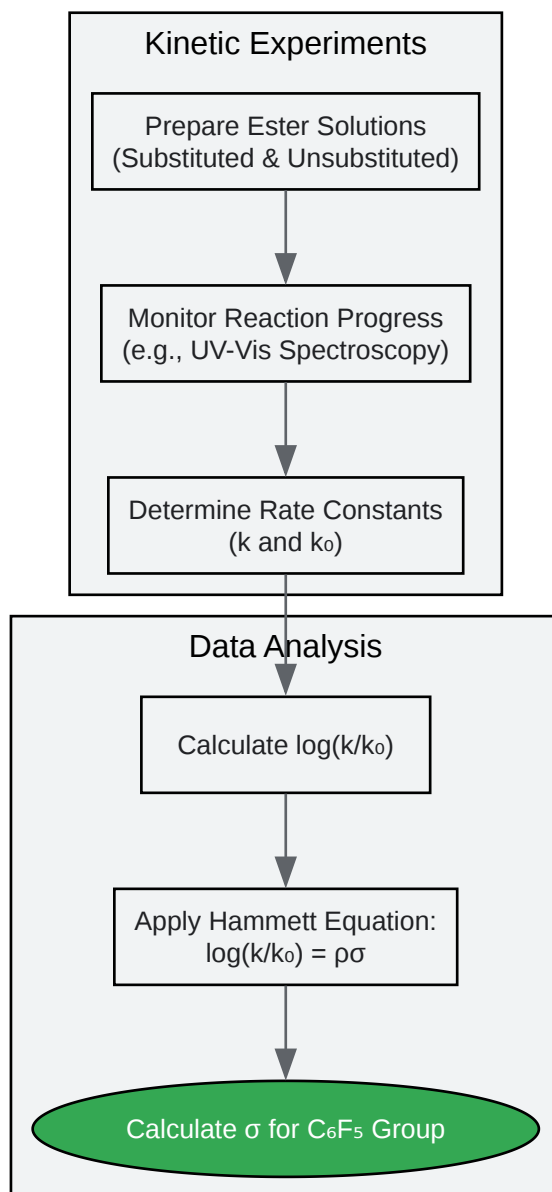 Kinetic Experiments
Prepare Ester Solutions
(Substituted & Unsubstituted)
Monitor Reaction Progress
(e.g., UV-Vis Spectroscopy)
Determine Rate Constants
(k and k₀)
Data Analysis
Calculate log(k/k₀)
Apply Hammett Equation:
log(k/k₀) = ρσ
Calculate σ for C₆F₅ Group